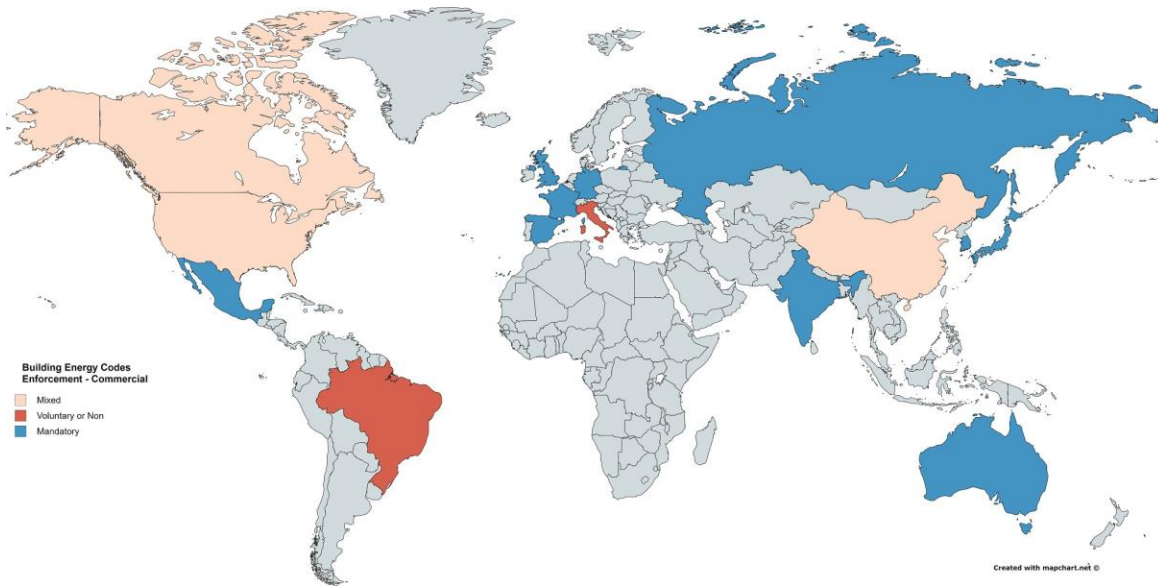 Building Energy Codes
Enforcement - Commercial
Mixed
Voluntary or Non
Mandatory
Created with mapchart.net ©